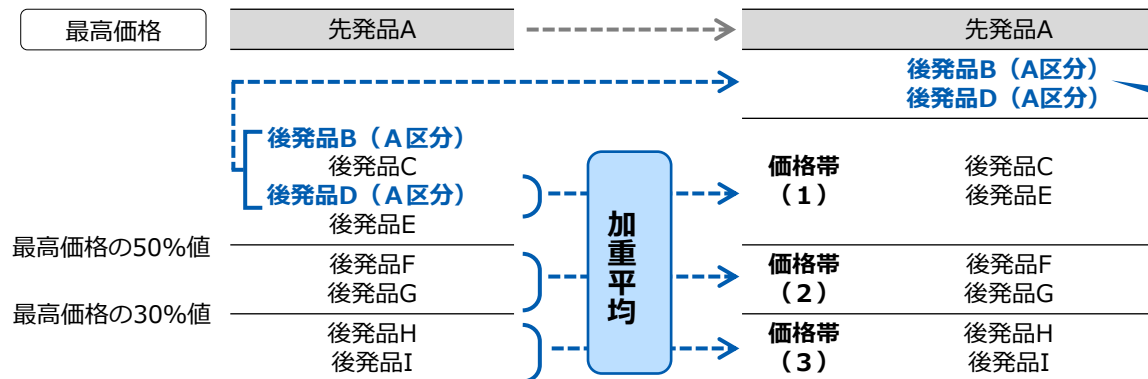 最高価格
先発品A
先発品A
後発品B（A区分）
後発品D（A区分）
後発品B（A区分）
後発品C
後発品D（A区分）
後発品E
加重平均
価格帯
（1）
後発品C
後発品E
最高価格の50%値
後発品F
後発品G
価格帯
（2）
後発品F
後発品G
最高価格の30%値
後発品H
後発品I
価格帯
（3）
後発品H
後発品I